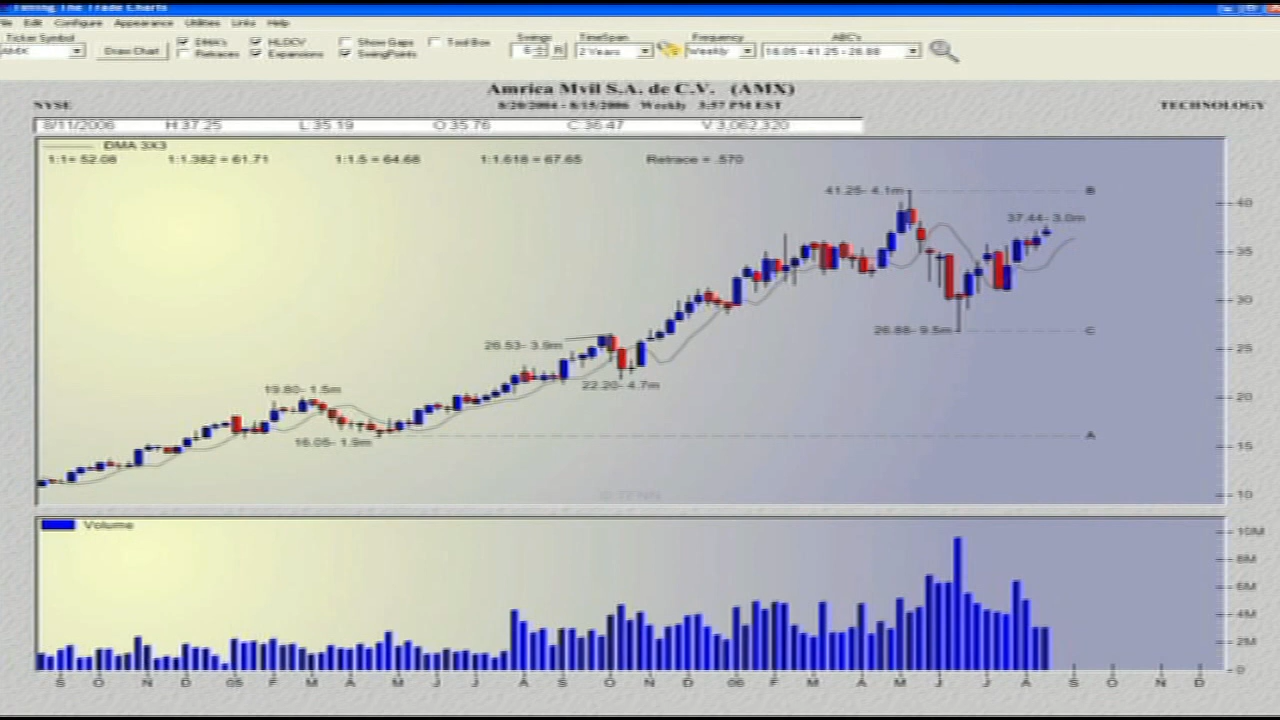 Timing The Trade Charts
File Edit Configure Appearance Utilities Links Help
Ticker Symbol Swings TimeSpan Frequency ABC's
DMA's HLOCV Show Gaps Tool Box
AMX Draw Chart 6 R 2 Years Weekly 16.05 - 41.25 - 26.88
Retraces Expansions SwingPoints
Amrica Mvil S.A. de C.V. (AMX)
NYSE 8/20/2004 - 8/15/2006 Weekly 3:57 PM EST TECHNOLOGY
8/11/2006 H 37.25 L 35.19 O 35.76 C 36.47 V 3,062,320
DMA 3X3
1:1= 52.08 1:1.382 = 61.71 1:1.5 = 64.68 1:1.618 = 67.65 Retrace = .570
41.25- 4.1m B
40
37.44- 3.0m
35
30
26.88- 9.5m C
26.53- 3.9m
25
22.20- 4.7m
19.80- 1.5m
20
16.05- 1.9m A
15
10
Volume
10M
8M
6M
4M
2M
0
S O N D 05 F M A M J J A S O N D 06 F M A M J J A S O N D